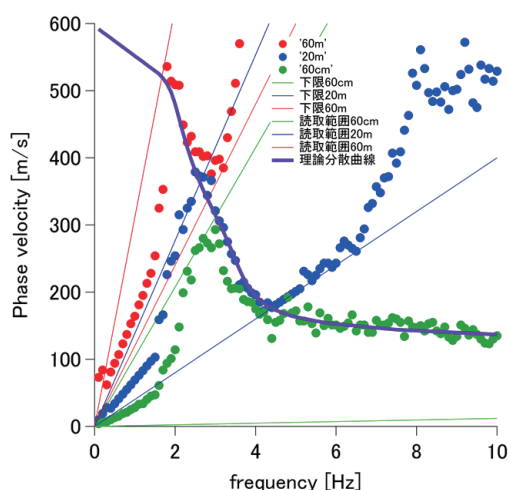 600
500
400
300
200
100
0
Phase velocity [m/s]
'60m'
'20m'
'60cm'
下限60cm
下限20m
下限60m
読取範囲60cm
読取範囲20m
読取範囲60m
理論分散曲線
0 2 4 6 8 10
frequency [Hz]